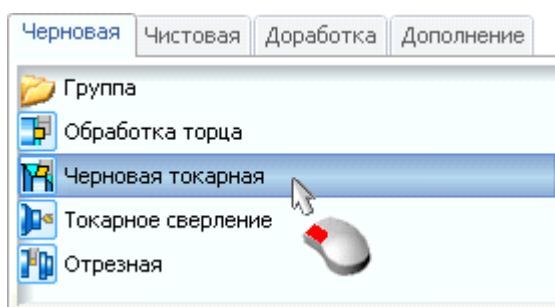 Черновая Чистовая Доработка Дополнение
Группа
Обработка торца
Черновая токарная
Токарное сверление
Отрезная